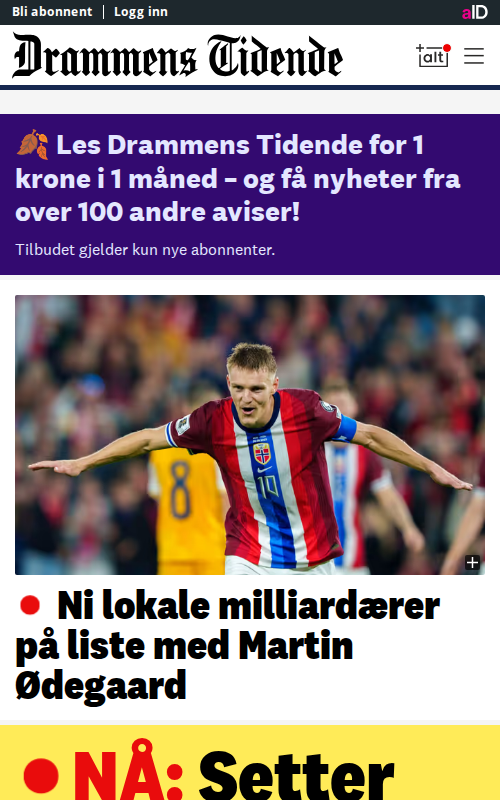 Bli abonnent | Logg inn
aID
Drammens Tidende
+alt
Les Drammens Tidende for 1
krone i 1 måned – og få nyheter fra
over 100 andre aviser!
Tilbudet gjelder kun nye abonnenter.
8
10
Ni lokale milliardærer
på liste med Martin
Ødegaard
NÅ: Setter